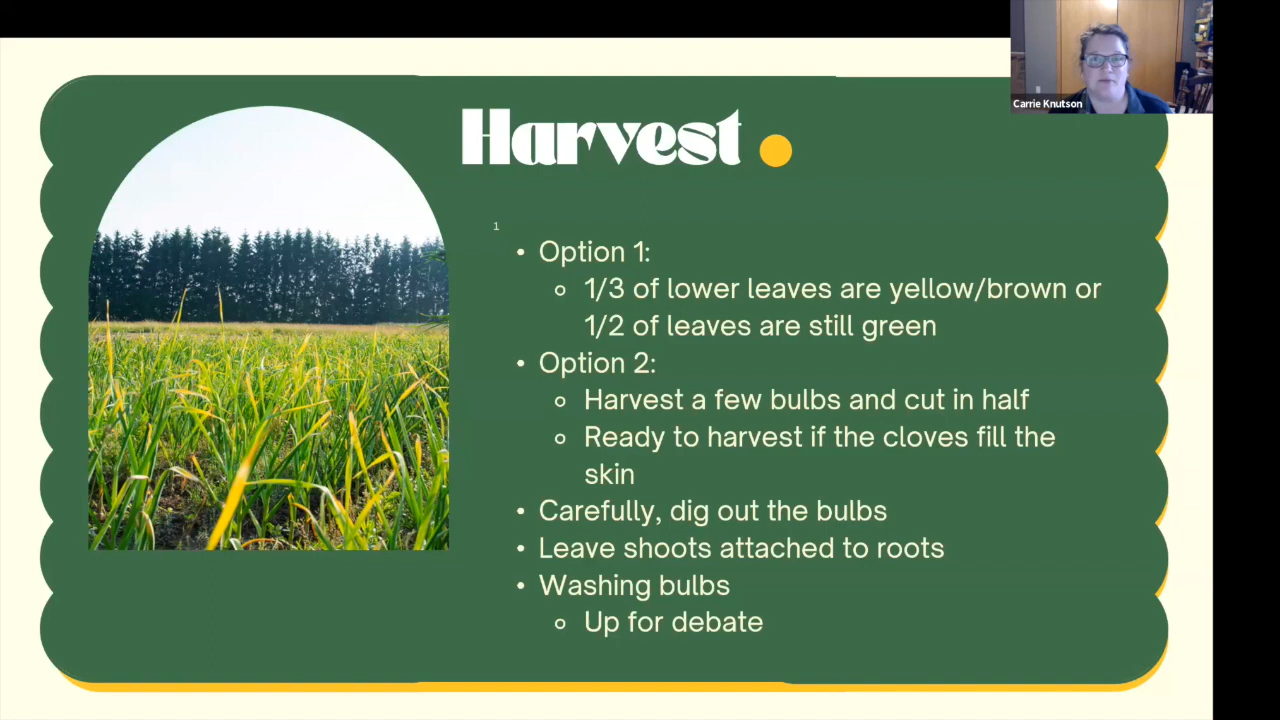 Carrie Knutson
Harvest
1
• Option 1:
◦ 1/3 of lower leaves are yellow/brown or
1/2 of leaves are still green
• Option 2:
◦ Harvest a few bulbs and cut in half
◦ Ready to harvest if the cloves fill the
skin
• Carefully, dig out the bulbs
• Leave shoots attached to roots
• Washing bulbs
◦ Up for debate